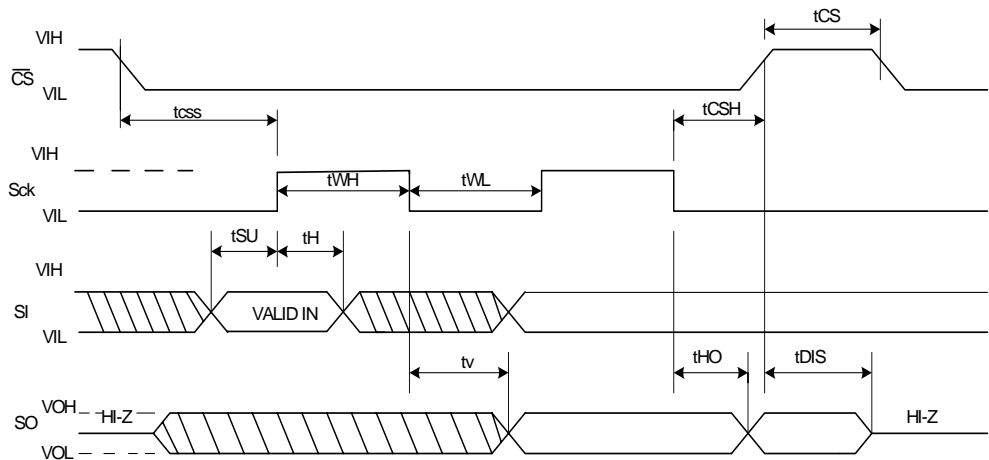 tCS
VIH
CS
VIL
tcss
tCSH
VIH
Sck
tWH
tWL
VIL
tSU
tH
VIH
SI
VALID IN
VIL
tv
tHO
tDIS
VOH
SO
HI-Z
HI-Z
VOL